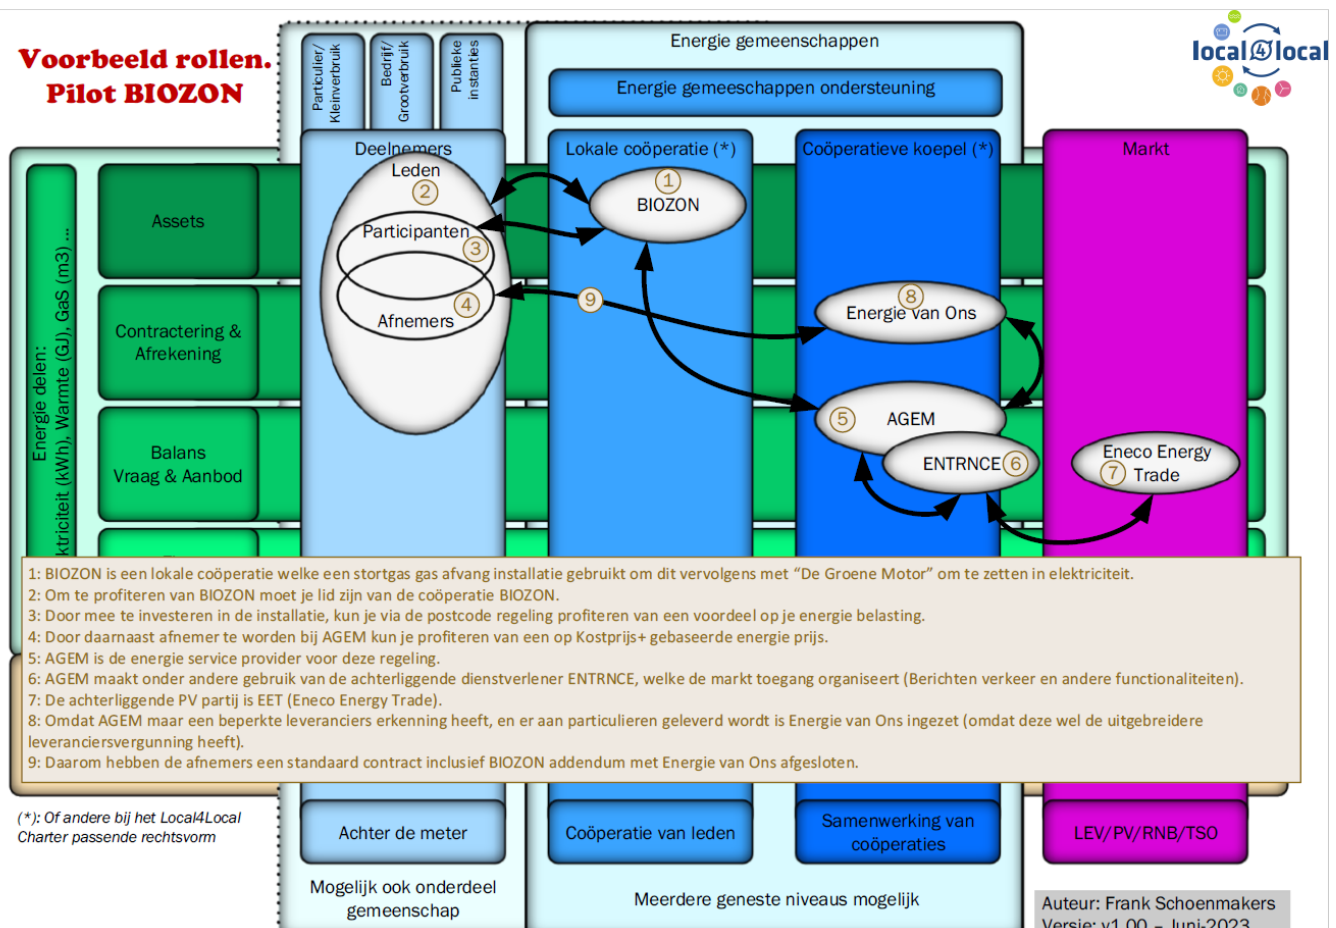 Voorbeeld rollen.
Pilot BIOZON
Particulier/
Kleinverbruik
Bedrijf/
Grootverbruik
Publieke
instanties
Energie gemeenschappen
Energie gemeeschappen ondersteuning
local4local
Deelnemers
Lokale coöperatie (*)
Coöperatieve koepel (*)
Markt
Leden
2
1
BIOZON
Participanten
3
4
Afnemers
9
8
Energie van Ons
5
AGEM
ENTRNCE
6
Eneco Energy
7
Trade
Energie delen:
ktriciteit (kWh), Warmte (GJ), GaS (m3) ...
Assets
Contractering &
Afrekening
Balans
Vraag & Aanbod
1: BIOZON is een lokale coöperatie welke een stortgas gas afvang installatie gebruikt om dit vervolgens met “De Groene Motor” om te zetten in elektriciteit.
2: Om te profiteren van BIOZON moet je lid zijn van de coöperatie BIOZON.
3: Door mee te investeren in de installatie, kun je via de postcode regeling profiteren van een voordeel op je energie belasting.
4: Door daarnaast afnemer te worden bij AGEM kun je profiteren van een op Kostprijs+ gebaseerde energie prijs.
5: AGEM is de energie service provider voor deze regeling.
6: AGEM maakt onder andere gebruik van de achterliggende dienstverlener ENTRNCE, welke de markt toegang organiseert (Berichten verkeer en andere functionaliteiten).
7: De achterliggende PV partij is EET (Eneco Energy Trade).
8: Omdat AGEM maar een beperkte leveranciers erkenning heeft, en er aan particulieren geleverd wordt is Energie van Ons ingezet (omdat deze wel de uitgebreidere
leveranciersvergunning heeft).
9: Daarom hebben de afnemers een standaard contract inclusief BIOZON addendum met Energie van Ons afgesloten.
(*): Of andere bij het Local4Local
Charter passende rechtsvorm
Achter de meter
Coöperatie van leden
Samenwerking van
coöperaties
LEV/PV/RNB/TSO
Mogelijk ook onderdeel
gemeenschap
Meerdere geneste niveaus mogelijk
Auteur: Frank Schoenmakers
Versie: v1.00 – Juni-2023